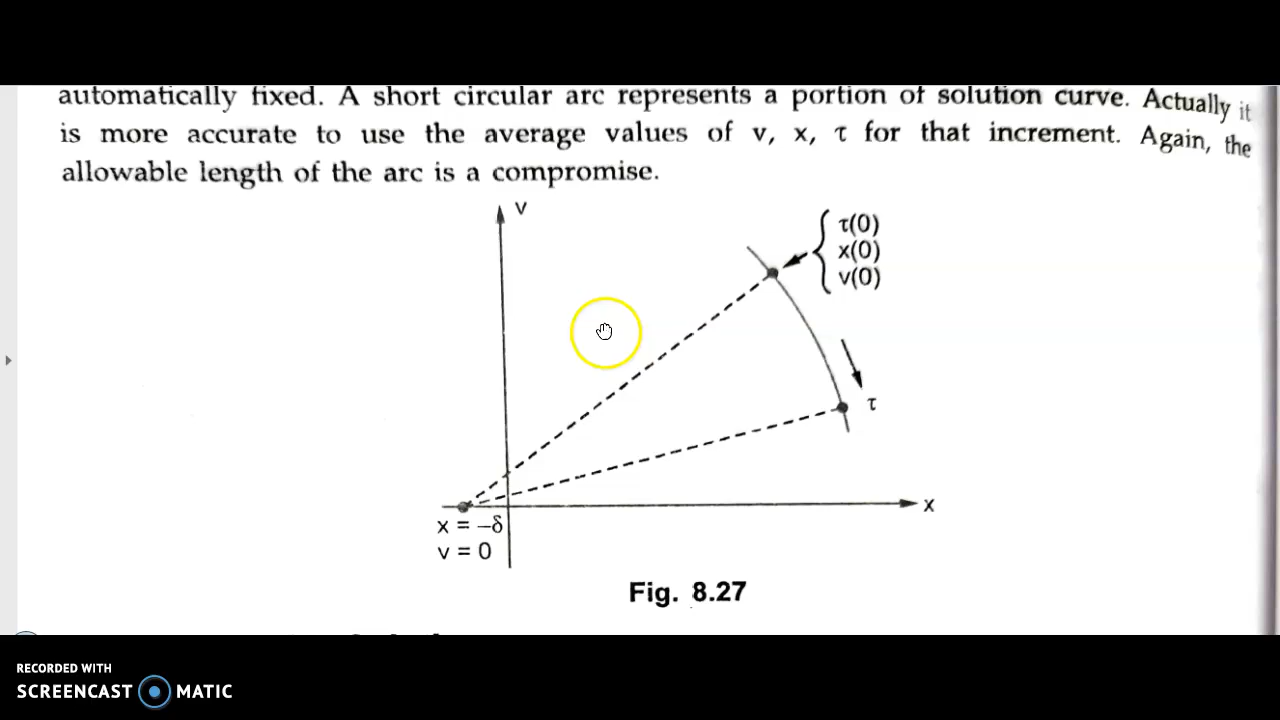 automatically fixed. A short circular arc represents a portion of solution curve. Actually it
is more accurate to use the average values of v, x, τ for that increment. Again, the
allowable length of the arc is a compromise.
v
τ(0)
x(0)
v(0)
τ
x
x = –δ
v = 0
Fig. 8.27
RECORDED WITH
SCREENCAST MATIC